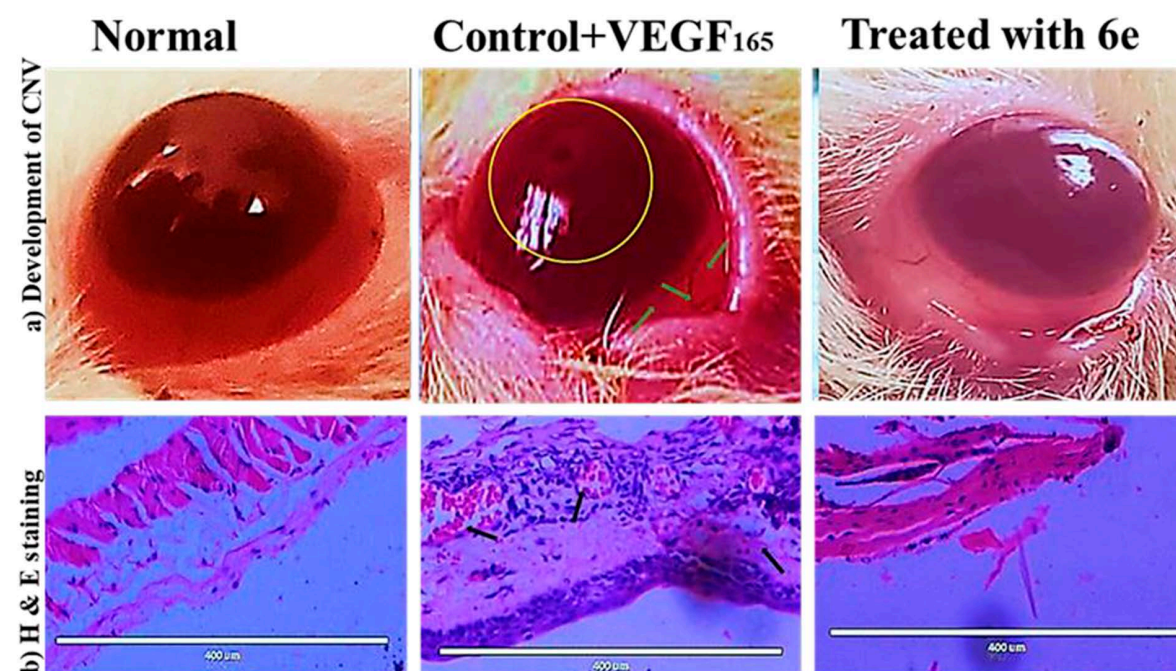 Normal
Control+VEGF165
Treated with 6e
a) Development of CNV
b) H & E staining
400 um
400 um
400 um